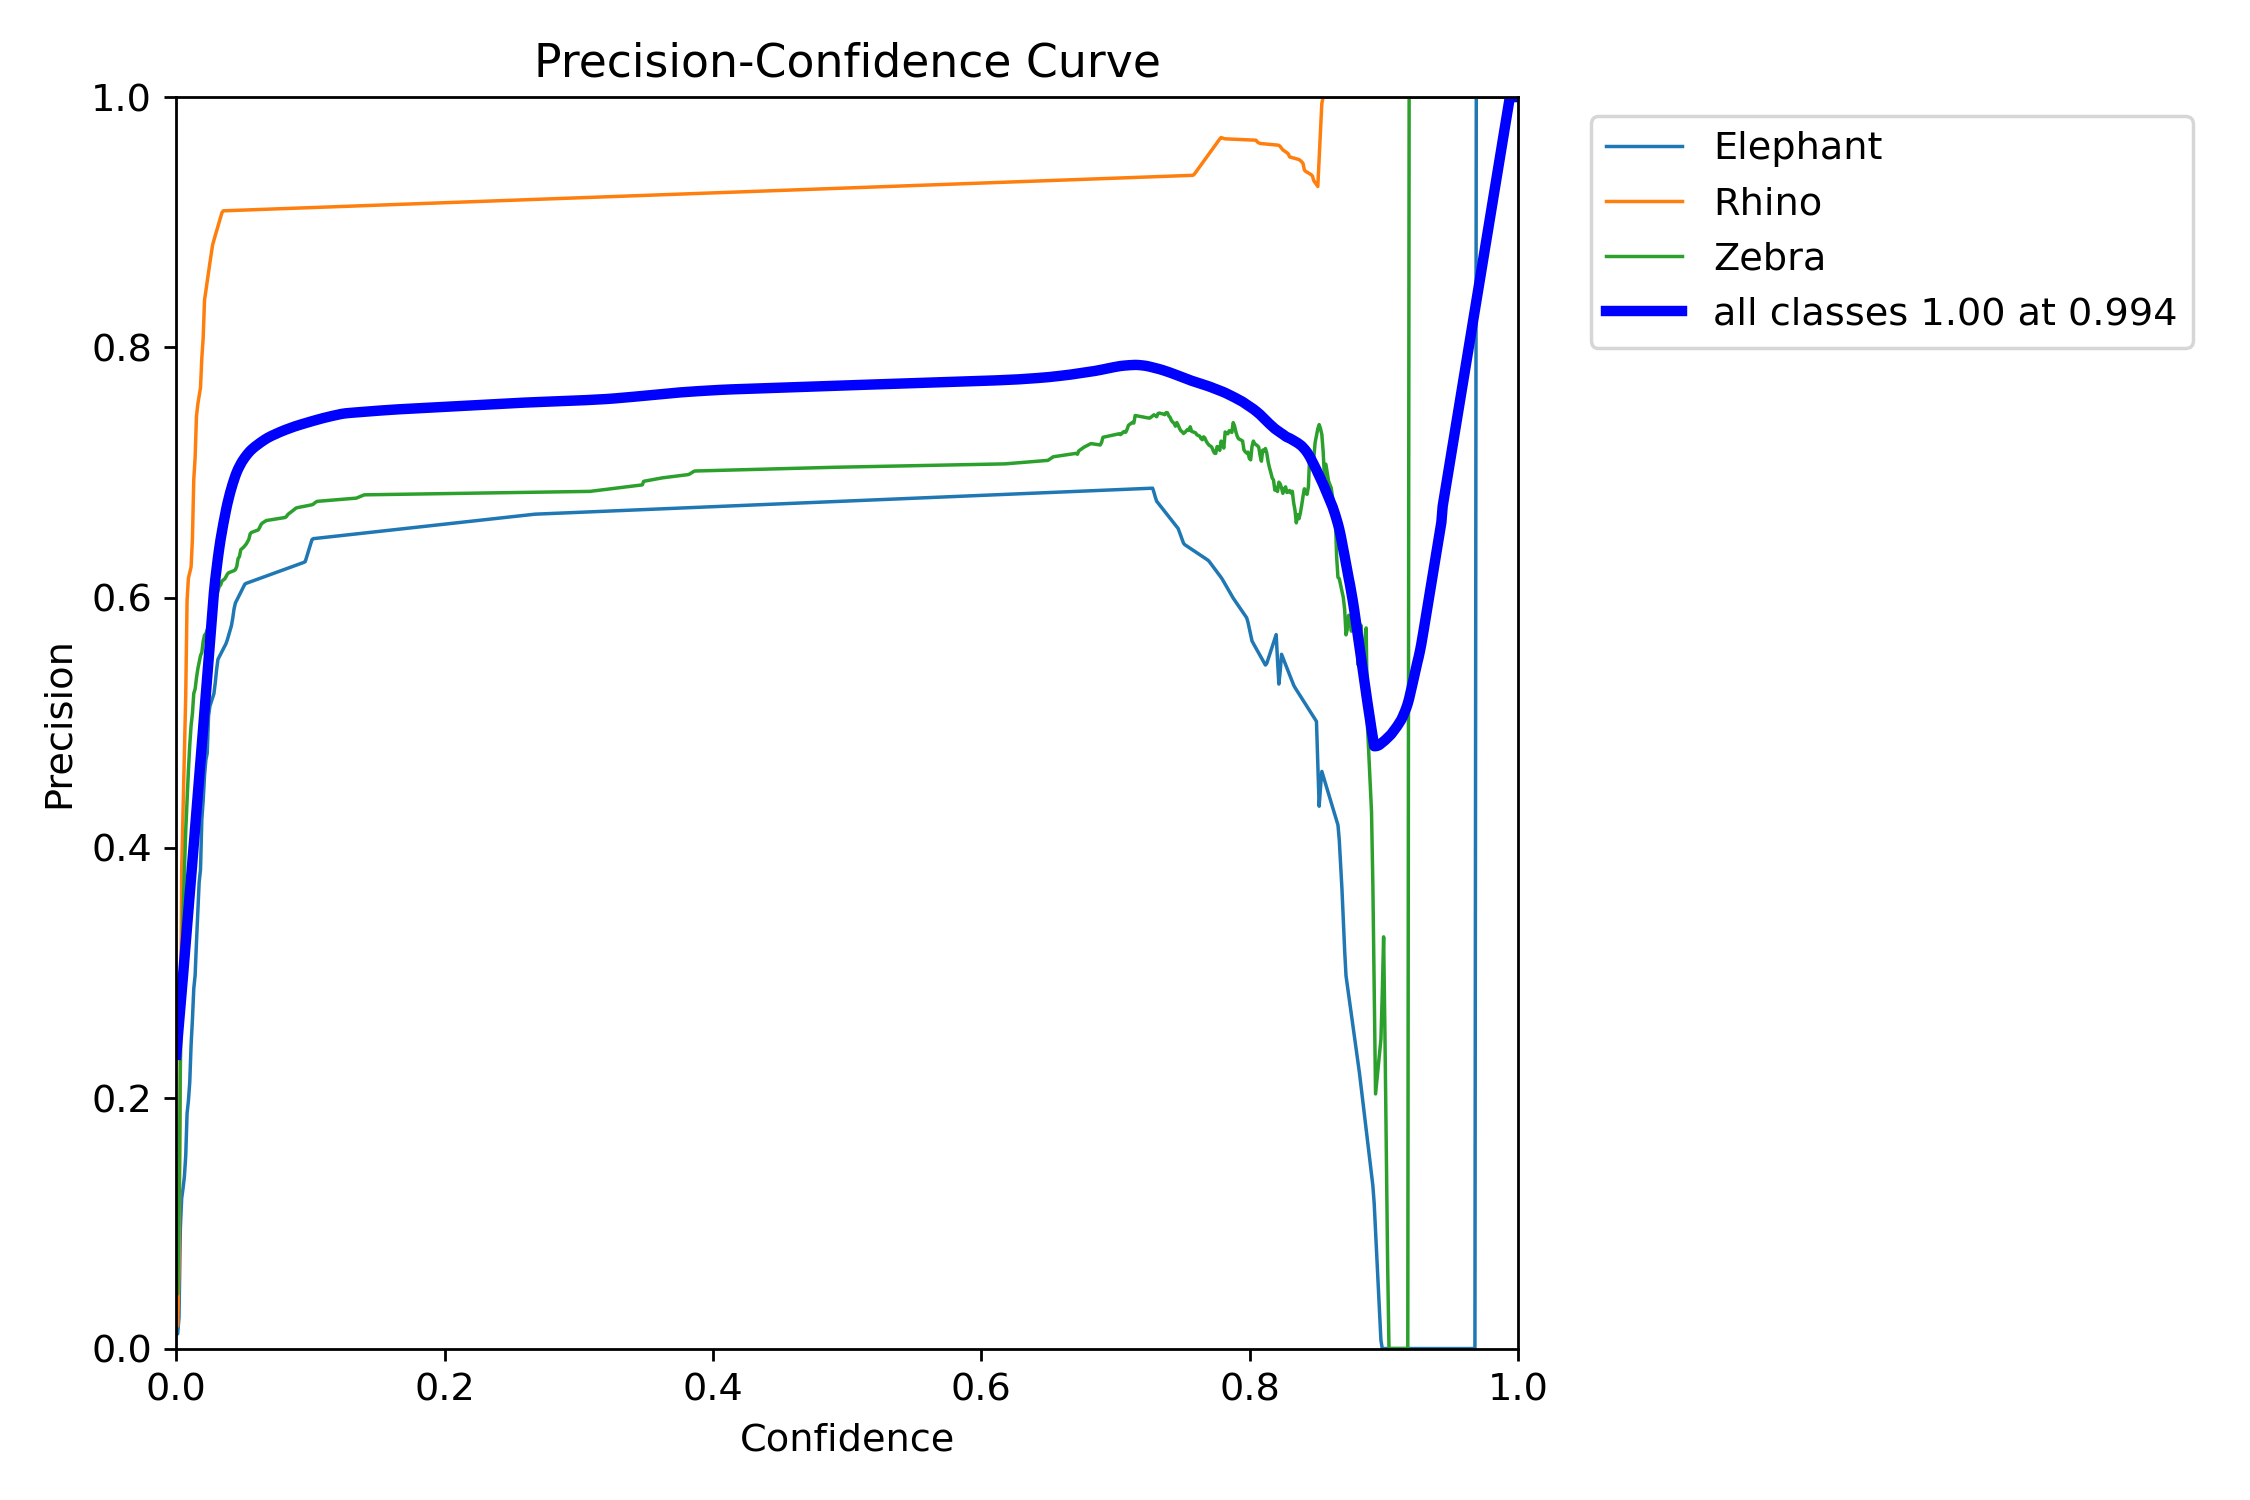 Precision-Confidence Curve
1.0
0.8
0.6
0.4
0.2
0.0
Precision
0.0 0.2 0.4 0.6 0.8 1.0
Confidence
Elephant
Rhino
Zebra
all classes 1.00 at 0.994